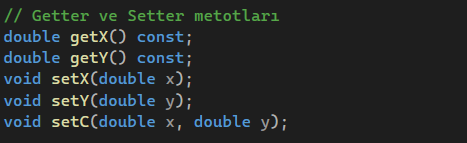 // Getter ve Setter metotları
double getX() const;
double getY() const;
void setX(double x);
void setY(double y);
void setC(double x, double y);